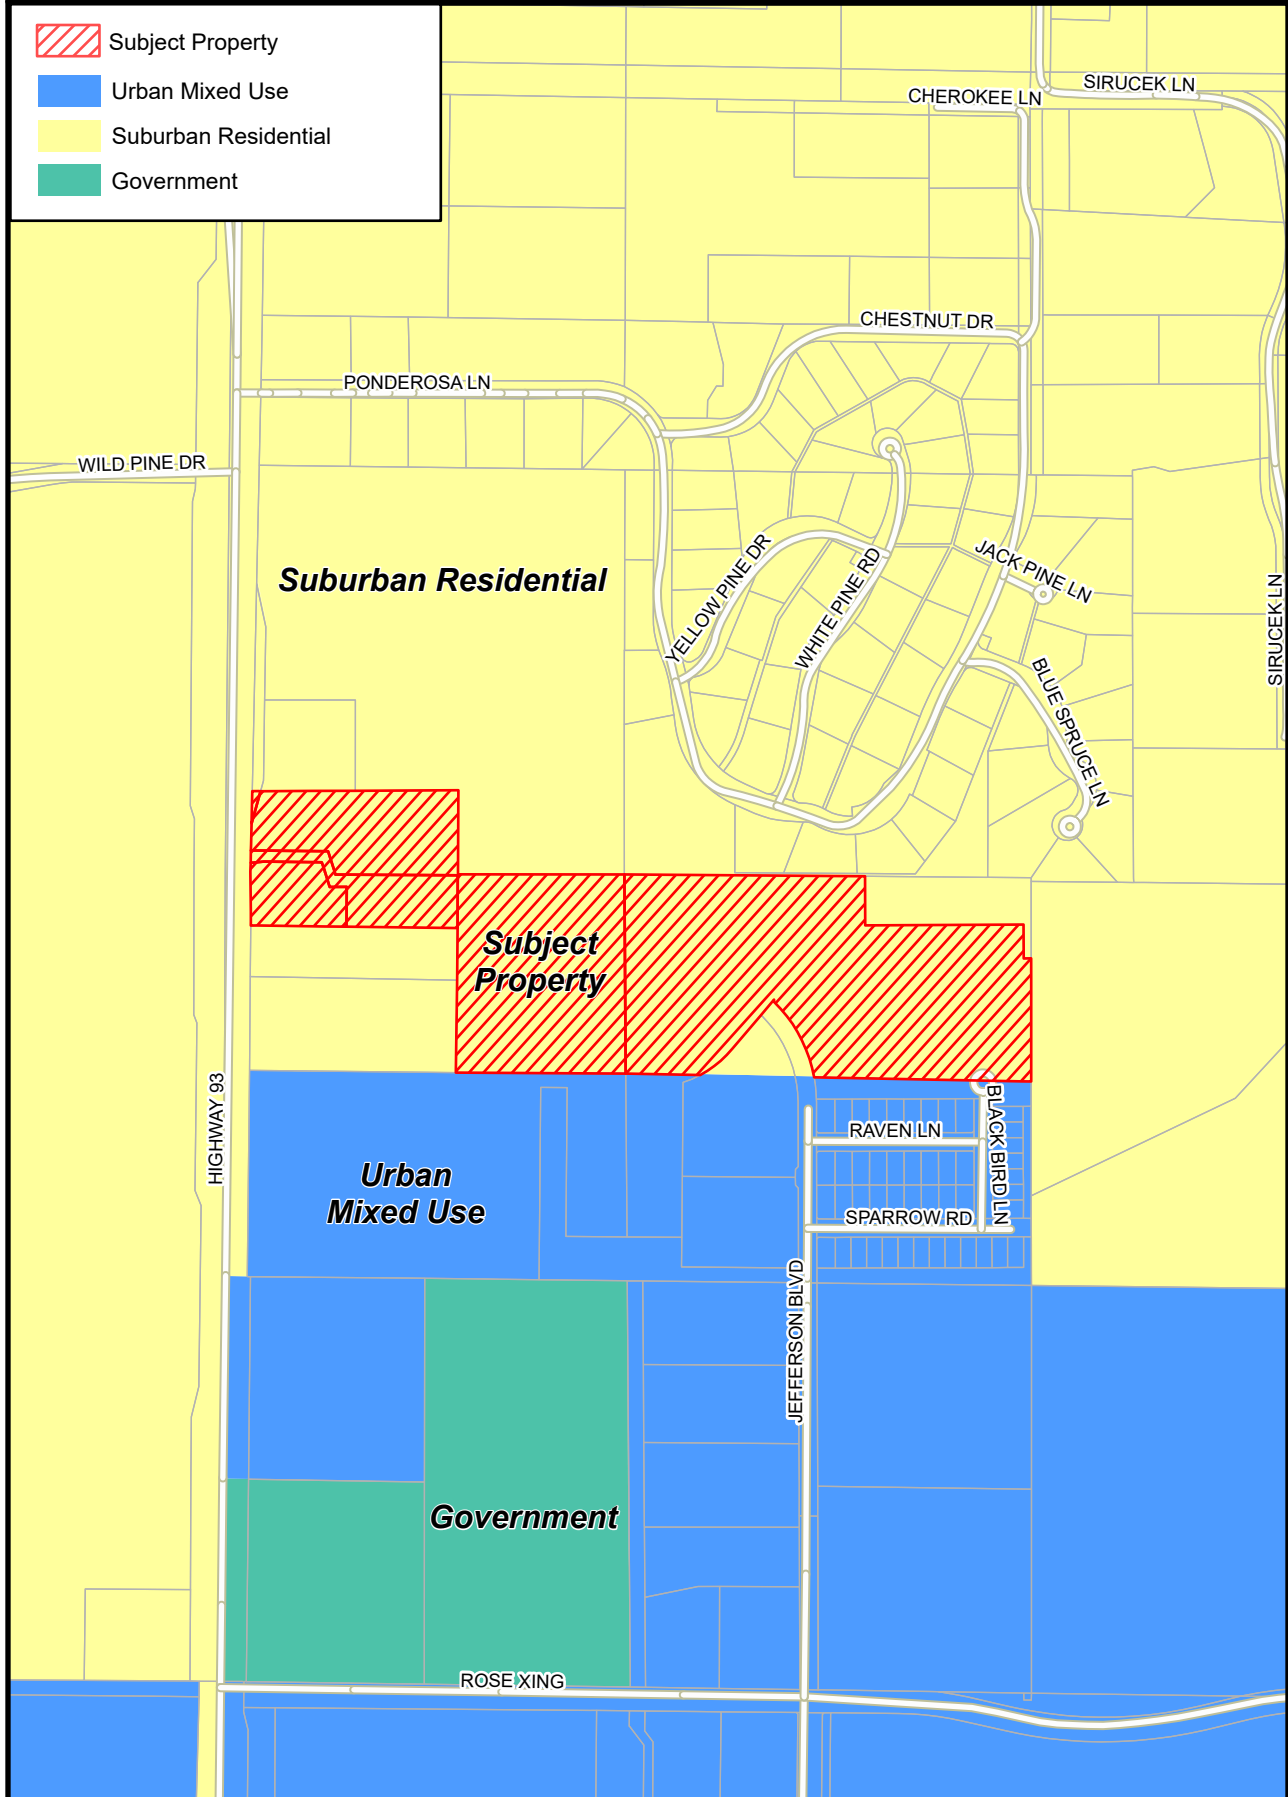 Subject Property
Urban Mixed Use
Suburban Residential
Government
SIRUCEK LN
CHEROKEE LN
CHESTNUT DR
PONDEROSA LN
WILD PINE DR
Suburban Residential
YELLOW PINE DR
WHITE PINE RD
JACK PINE LN
BLUE SPRUCE LN
SIRUCEK LN
Subject
Property
HIGHWAY 93
Urban
Mixed Use
RAVEN LN
BLACK BIRD LN
SPARROW RD
JEFFERSON BLVD
Government
ROSE XING